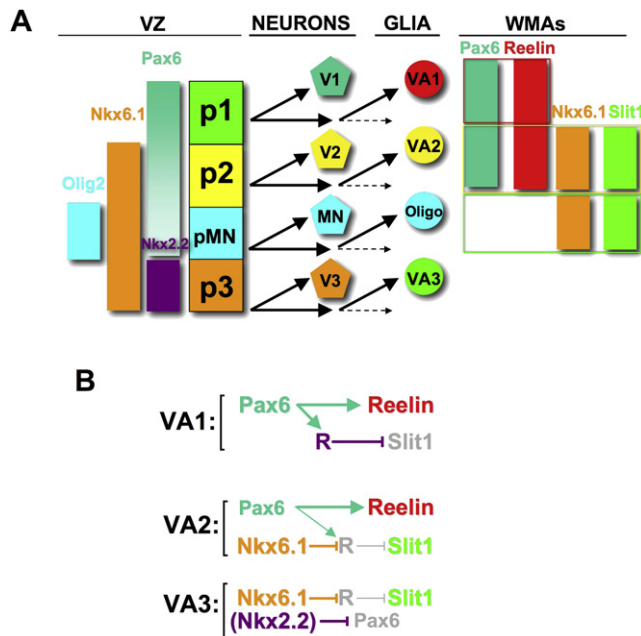 A
VZ NEURONS GLIA WMAs
Pax6 Pax6 Reelin
Nkx6.1 p1 V1 VA1 Nkx6.1 Slit1
p2 V2 VA2
Olig2
Nkx2.2 pMN MN Oligo
p3 V3 VA3
B
VA1: Pax6 Reelin
R Slit1
VA2: Pax6 Reelin
Nkx6.1 R Slit1
VA3: Nkx6.1 R Slit1
(Nkx2.2) Pax6